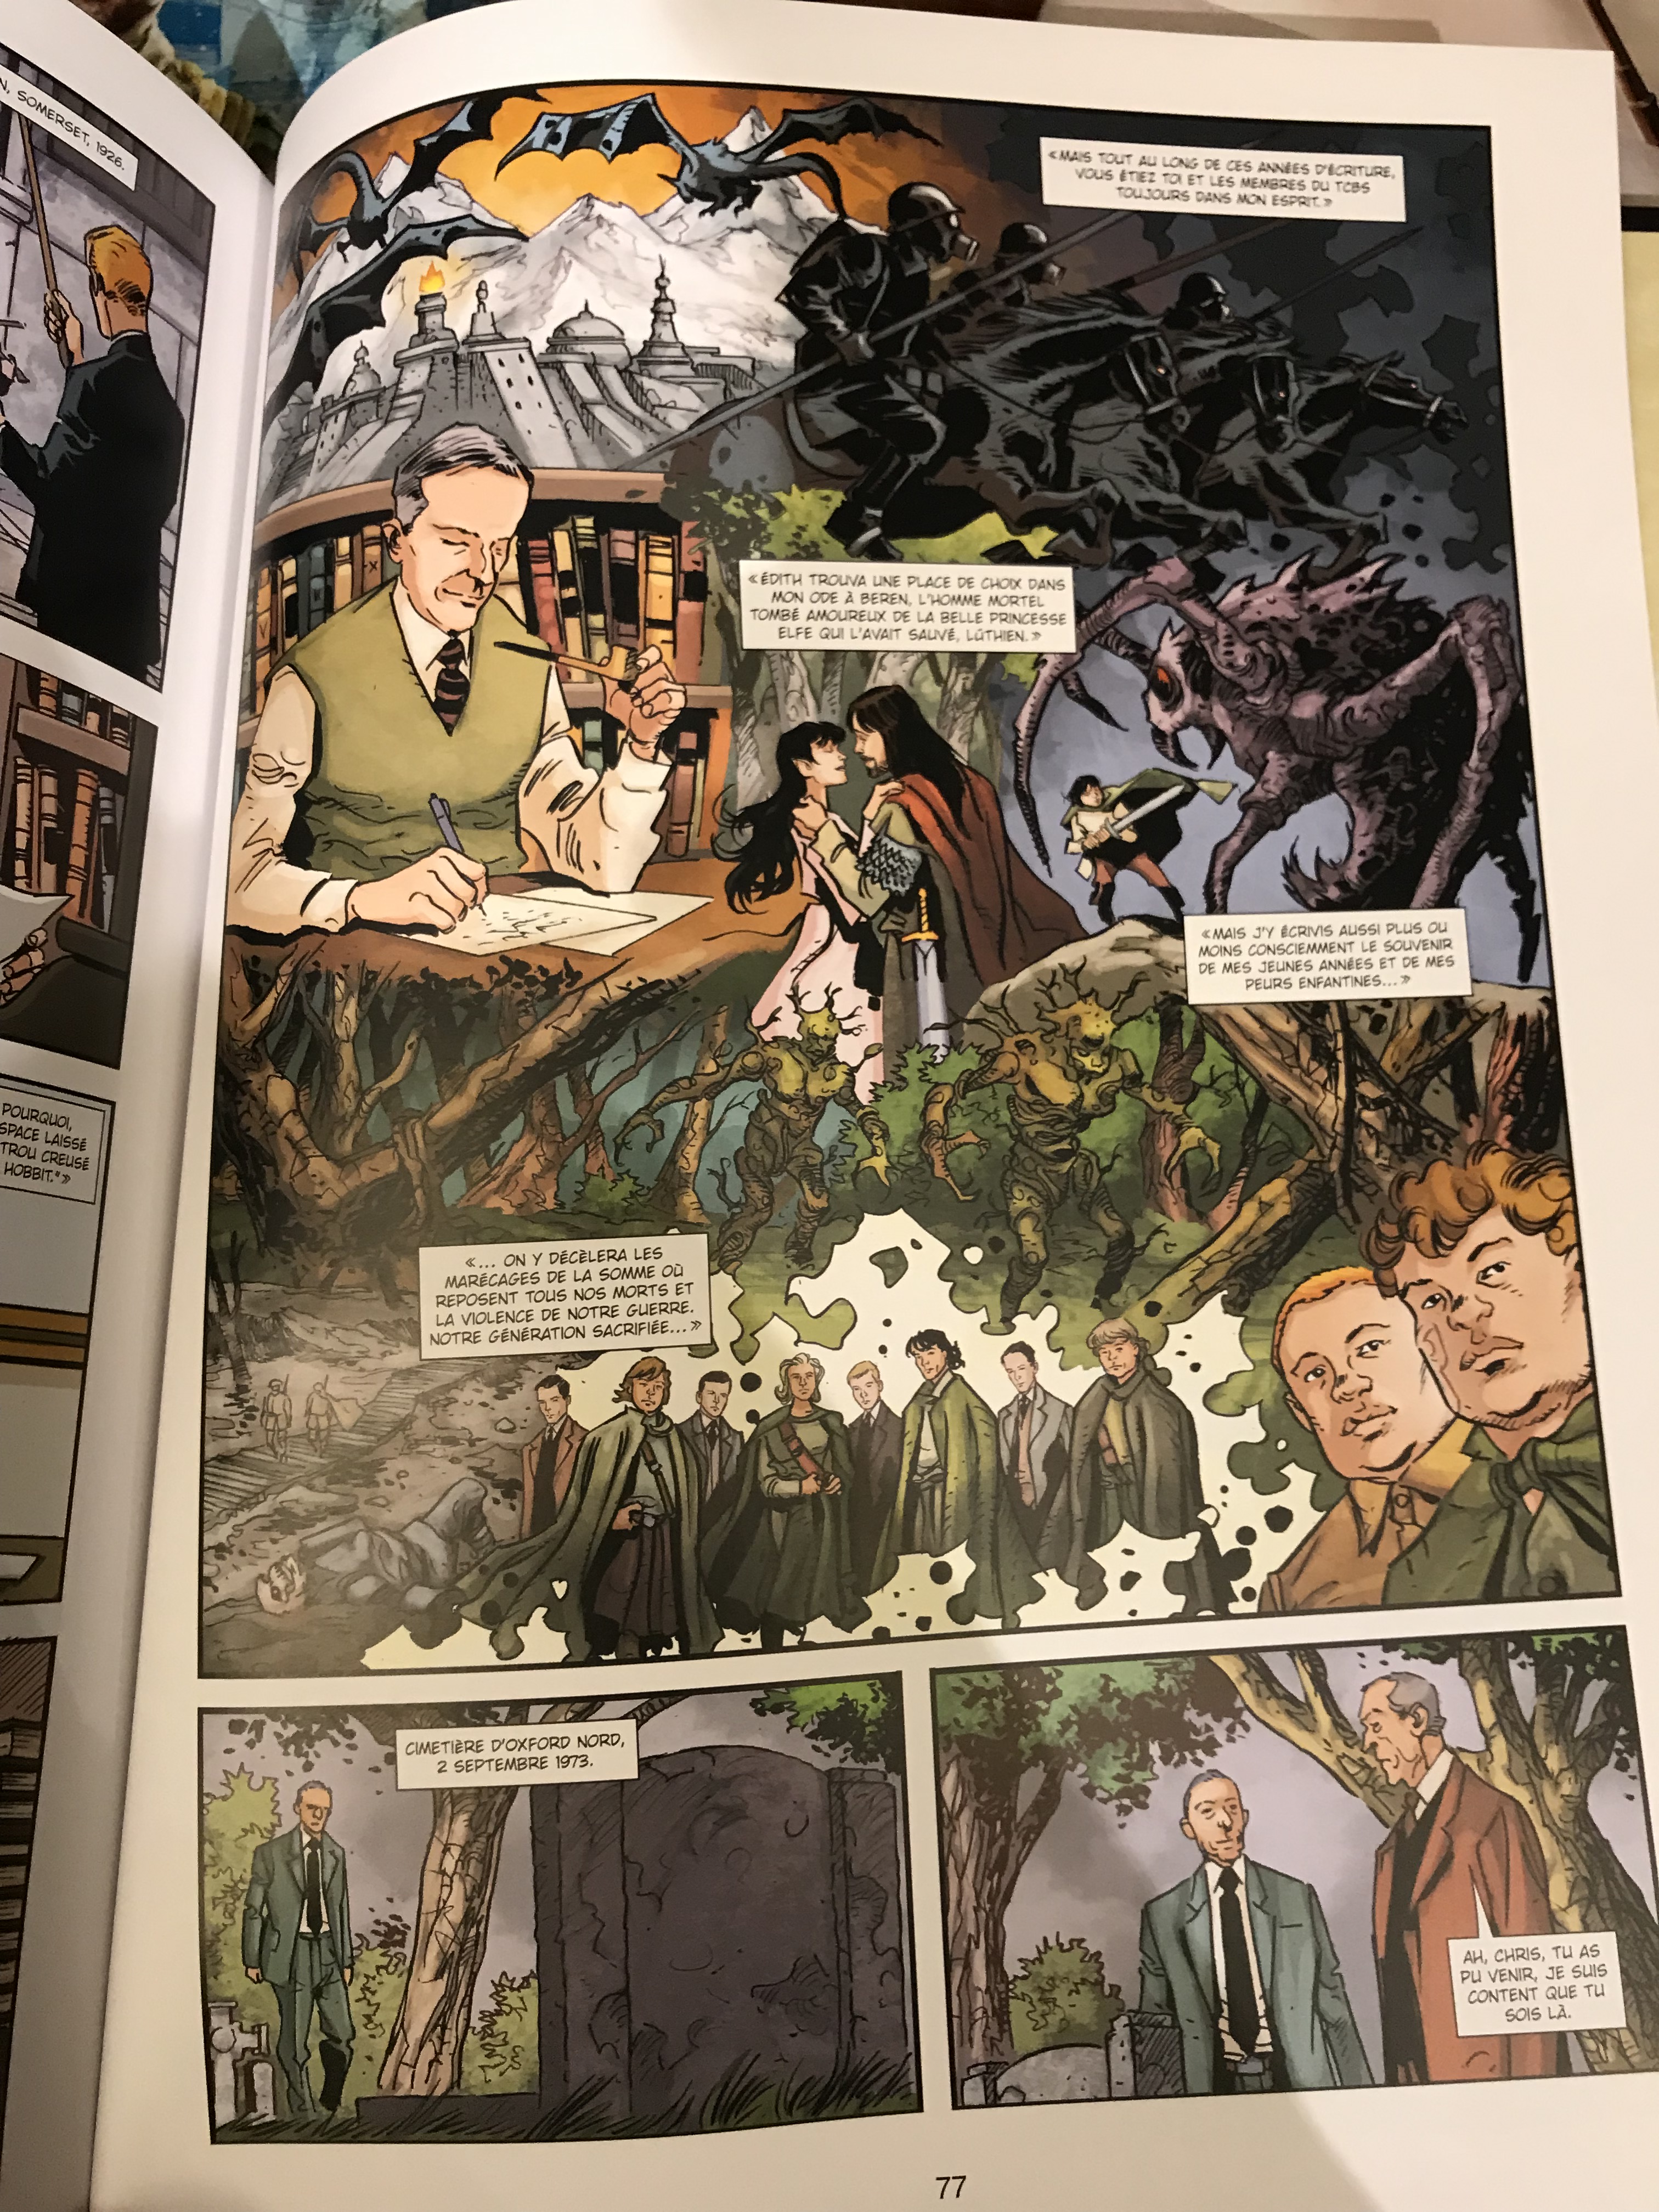 N, SOMERSET, 1926.
POURQUOI,
SPACE LAISSÉ
TROU CREUSÉ
HOBBIT."»
«MAIS TOUT AU LONG DE CES ANNÉES D'ÉCRITURE,
VOUS ÉTIEZ TOI ET LES MEMBRES DU TCBS
TOUJOURS DANS MON ESPRIT.»
«ÉDITH TROUVA UNE PLACE DE CHOIX DANS
MON ODE À BEREN, L'HOMME MORTEL
TOMBÉ AMOUREUX DE LA BELLE PRINCESSE
ELFE QUI L'AVAIT SAUVÉ, LÚTHIEN.»
«MAIS J'Y ÉCRIVIS AUSSI PLUS OU
MOINS CONSCIEMMENT LE SOUVENIR
DE MES JEUNES ANNÉES ET DE MES
PEURS ENFANTINES...»
«... ON Y DÉCÈLERA LES
MARÉCAGES DE LA SOMME OÙ
REPOSENT TOUS NOS MORTS ET
LA VIOLENCE DE NOTRE GUERRE.
NOTRE GÉNÉRATION SACRIFIÉE...»
CIMETIÈRE D'OXFORD NORD,
2 SEPTEMBRE 1973.
AH, CHRIS, TU AS
PU VENIR, JE SUIS
CONTENT QUE TU
SOIS LÀ.
77